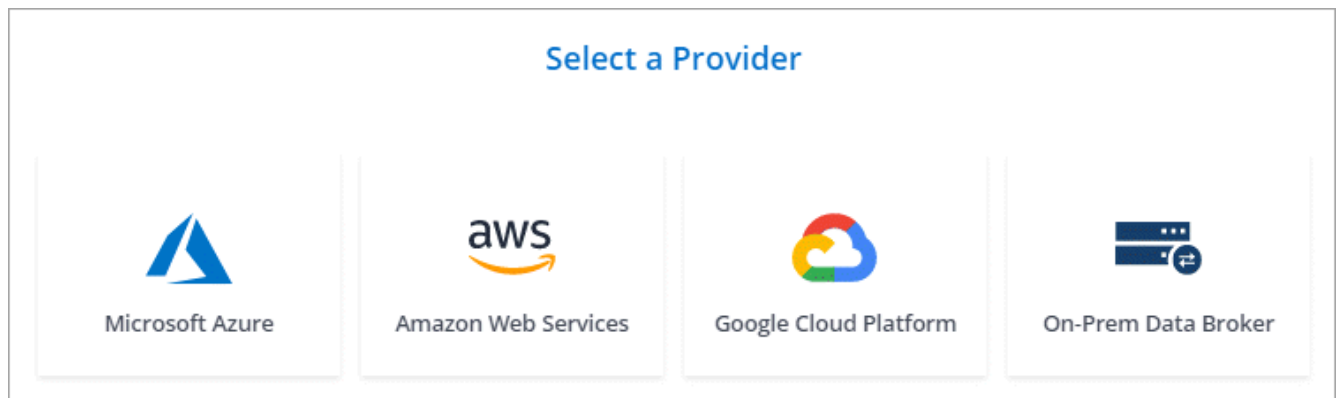 Select a Provider
aws
Microsoft Azure
Amazon Web Services
Google Cloud Platform
On-Prem Data Broker